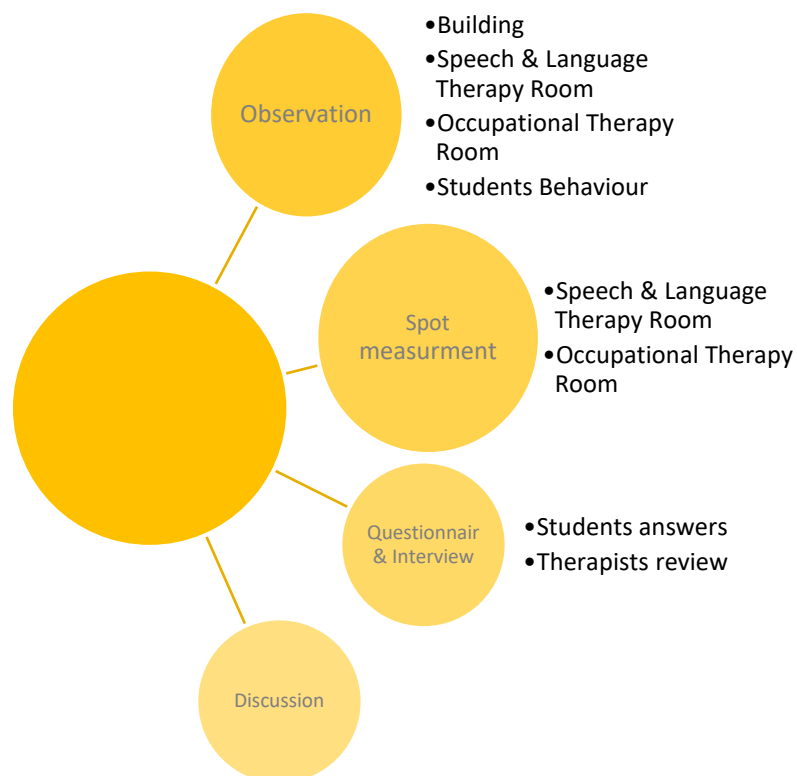 Observation
•Building
•Speech & Language
Therapy Room
•Occupational Therapy
Room
•Students Behaviour
Spot
measurment
•Speech & Language
Therapy Room
•Occupational Therapy
Room
Questionnair
& Interview
•Students answers
•Therapists review
Discussion